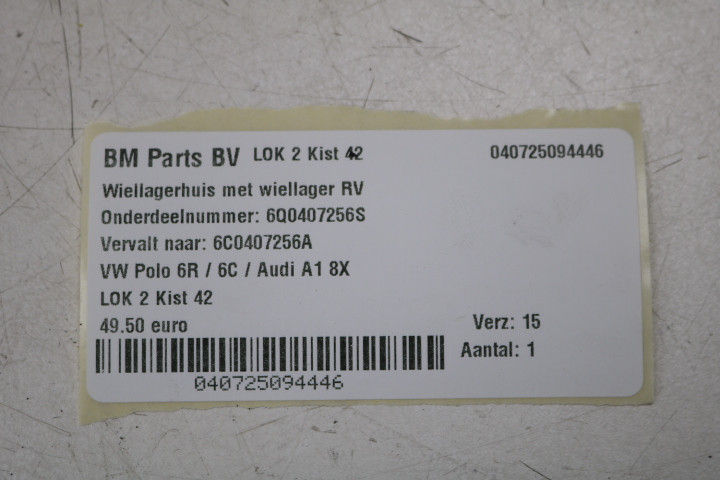 BM Parts BV LOK 2 Kist 42 040725094446
Wiellagerhuis met wiellager RV
Onderdeelnummer: 6Q0407256S
Vervalt naar: 6C0407256A
VW Polo 6R / 6C / Audi A1 8X
LOK 2 Kist 42
49.50 euro Verz: 15
Aantal: 1
040725094446